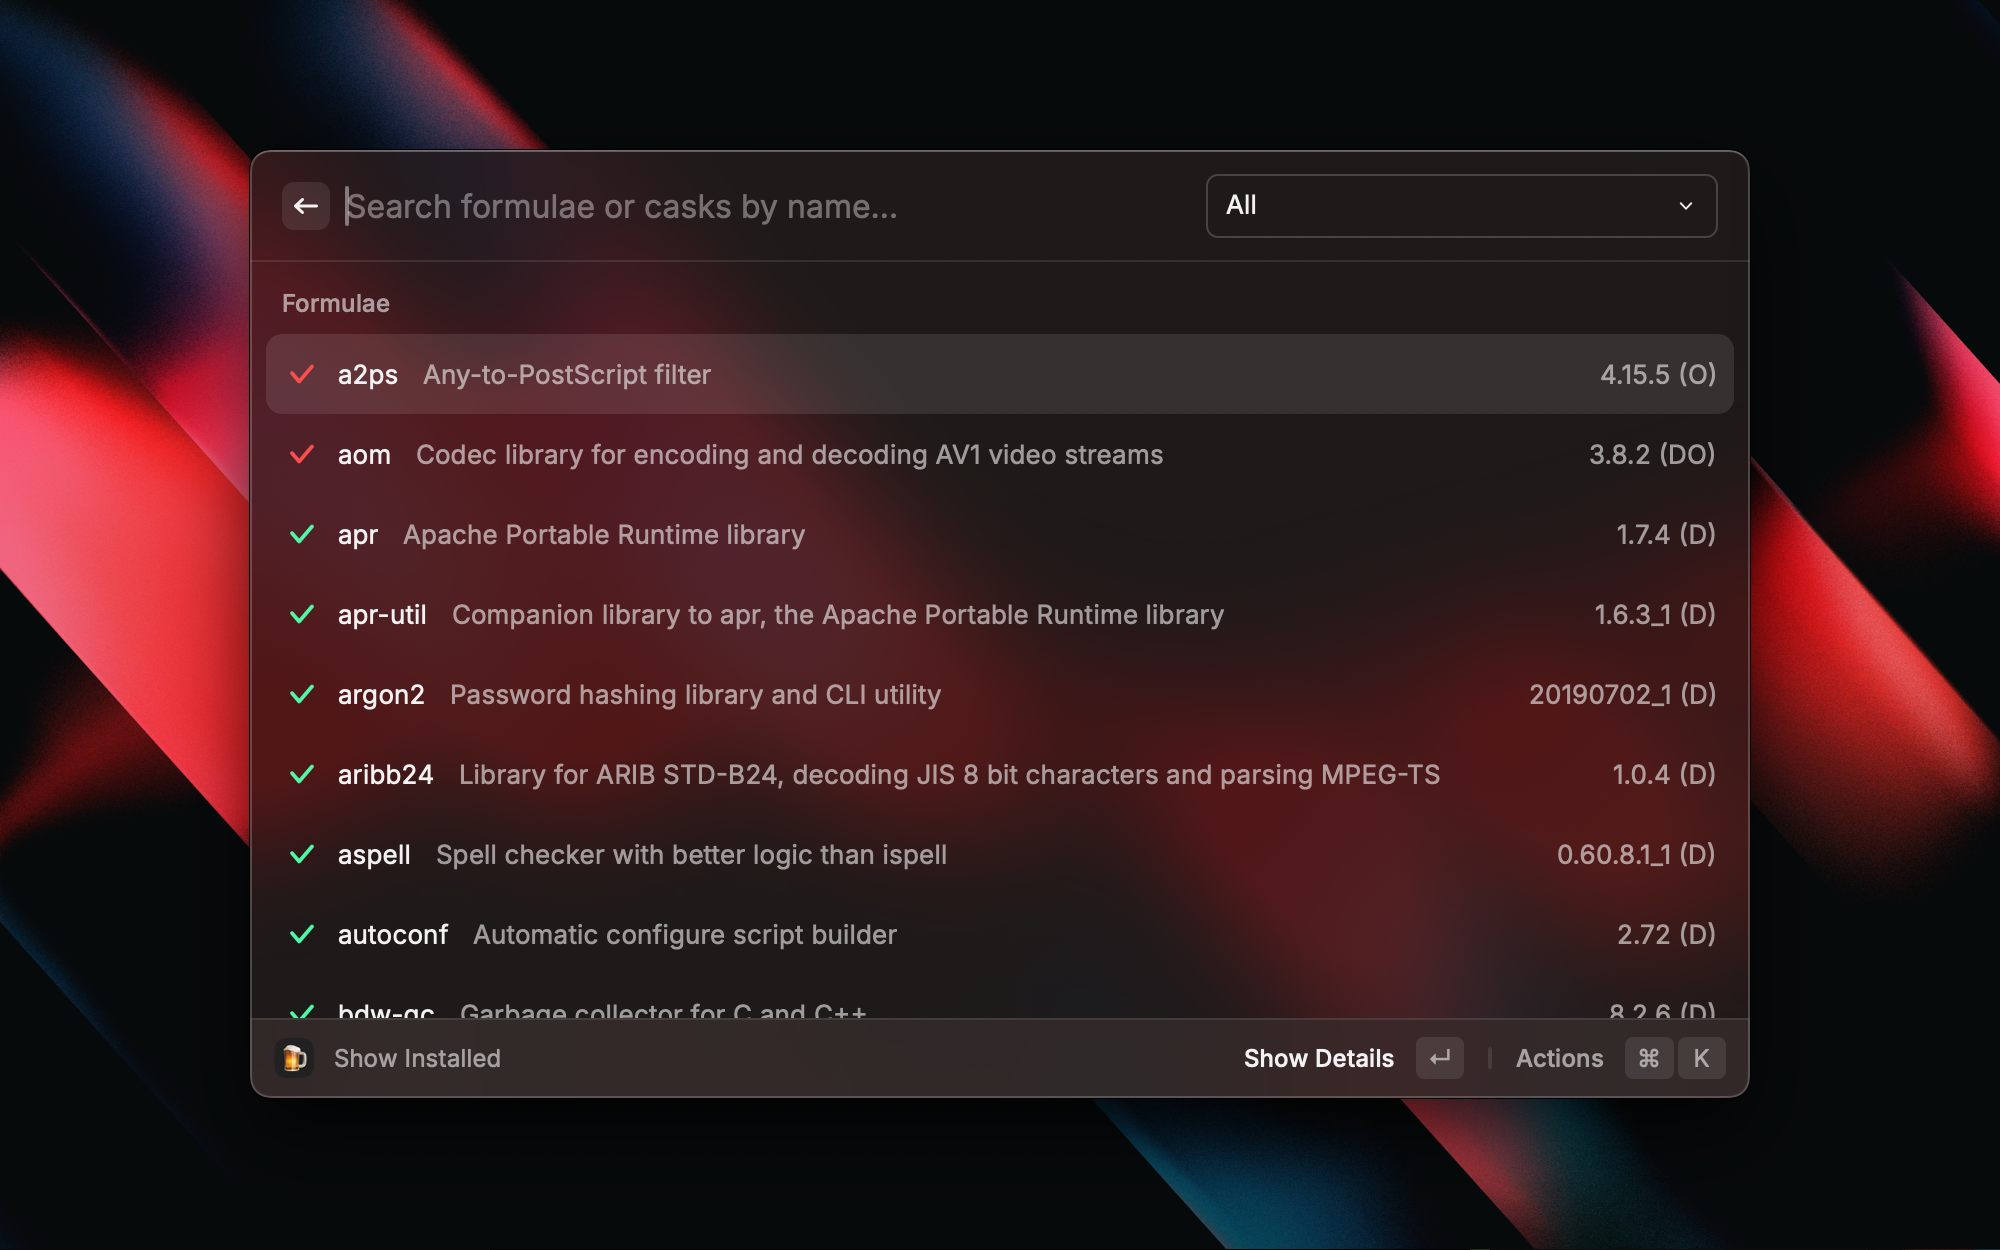 Search formulae or casks by name...
All
Formulae
a2ps Any-to-PostScript filter 4.15.5 (O)
aom Codec library for encoding and decoding AV1 video streams 3.8.2 (DO)
apr Apache Portable Runtime library 1.7.4 (D)
apr-util Companion library to apr, the Apache Portable Runtime library 1.6.3_1 (D)
argon2 Password hashing library and CLI utility 20190702_1 (D)
aribb24 Library for ARIB STD-B24, decoding JIS 8 bit characters and parsing MPEG-TS 1.0.4 (D)
aspell Spell checker with better logic than ispell 0.60.8.1_1 (D)
autoconf Automatic configure script builder 2.72 (D)
bdw-gc Garbage collector for C and C++ 8.2.6 (D)
Show Installed Show Details ↵ Actions ⌘ K